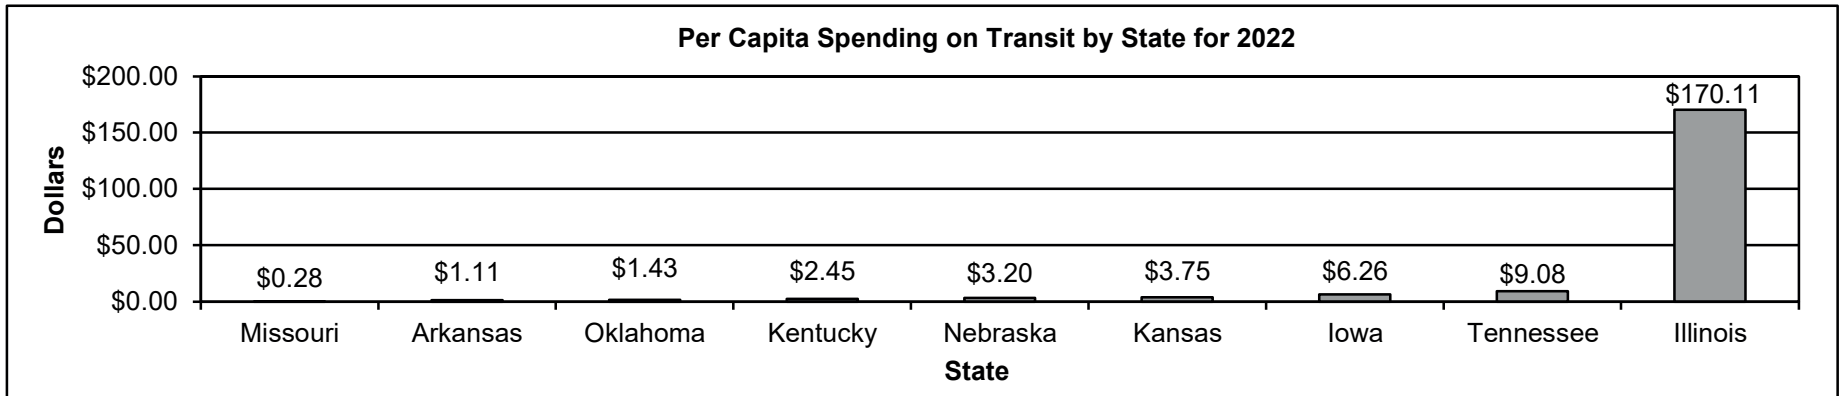 Per Capita Spending on Transit by State for 2022
$200.00
$150.00
$100.00
$50.00
$0.00
Dollars
$0.28
$1.11
$1.43
$2.45
$3.20
$3.75
$6.26
$9.08
$170.11
Missouri
Arkansas
Oklahoma
Kentucky
Nebraska
Kansas
Iowa
Tennessee
Illinois
State